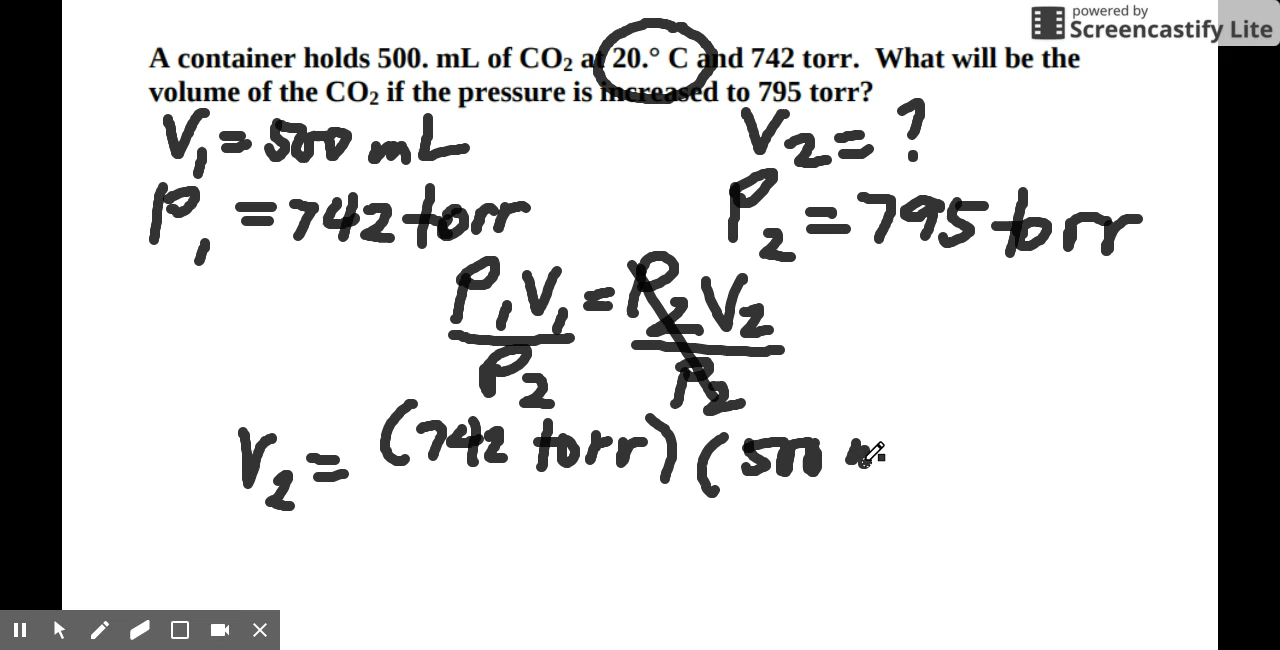 powered by
Screencastify Lite
A container holds 500. mL of CO₂ at 20.° C and 742 torr. What will be the
volume of the CO₂ if the pressure is increased to 795 torr?
V₁ = 500 mL V₂ = ?
P₁ = 742 torr P₂ = 795 torr
P₁V₁ = P₂V₂
P₂ P₂
V₂ = (742 torr) (500